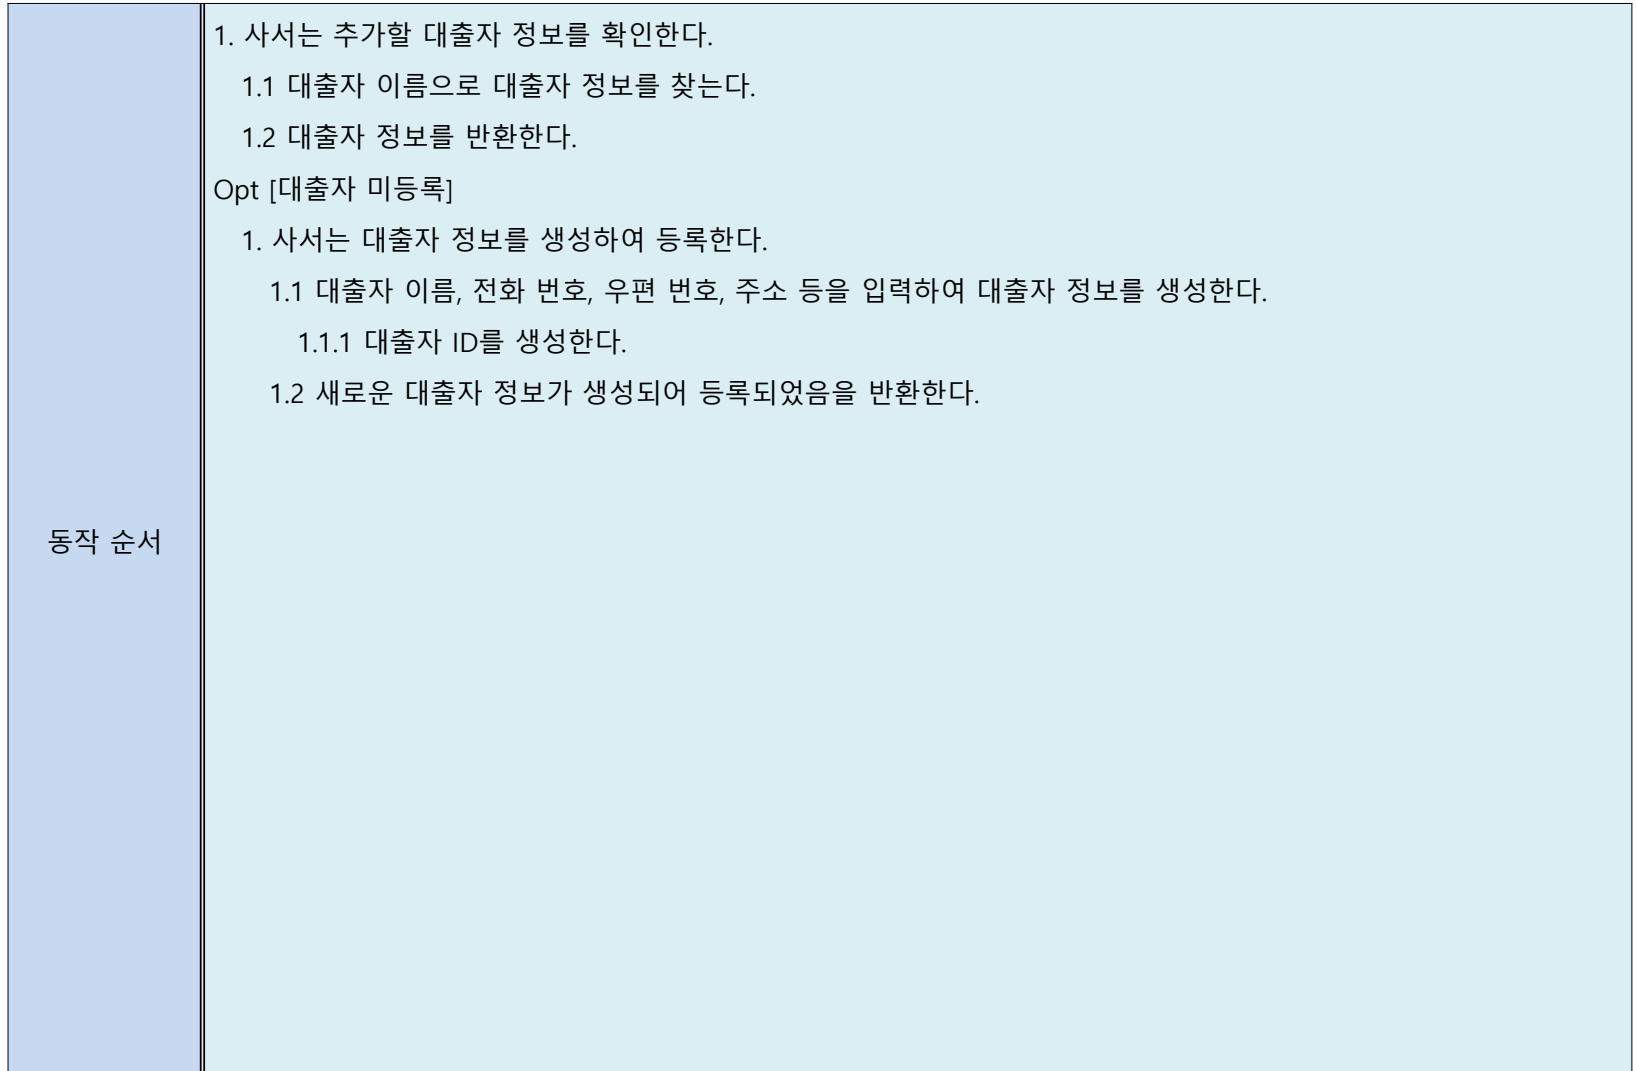 1. 사서는 추가할 대출자 정보를 확인한다.
1.1 대출자 이름으로 대출자 정보를 찾는다.
1.2 대출자 정보를 반환한다.
Opt [대출자 미등록]
1. 사서는 대출자 정보를 생성하여 등록한다.
1.1 대출자 이름, 전화 번호, 우편 번호, 주소 등을 입력하여 대출자 정보를 생성한다.
1.1.1 대출자 ID를 생성한다.
1.2 새로운 대출자 정보가 생성되어 등록되었음을 반환한다.
동작 순서